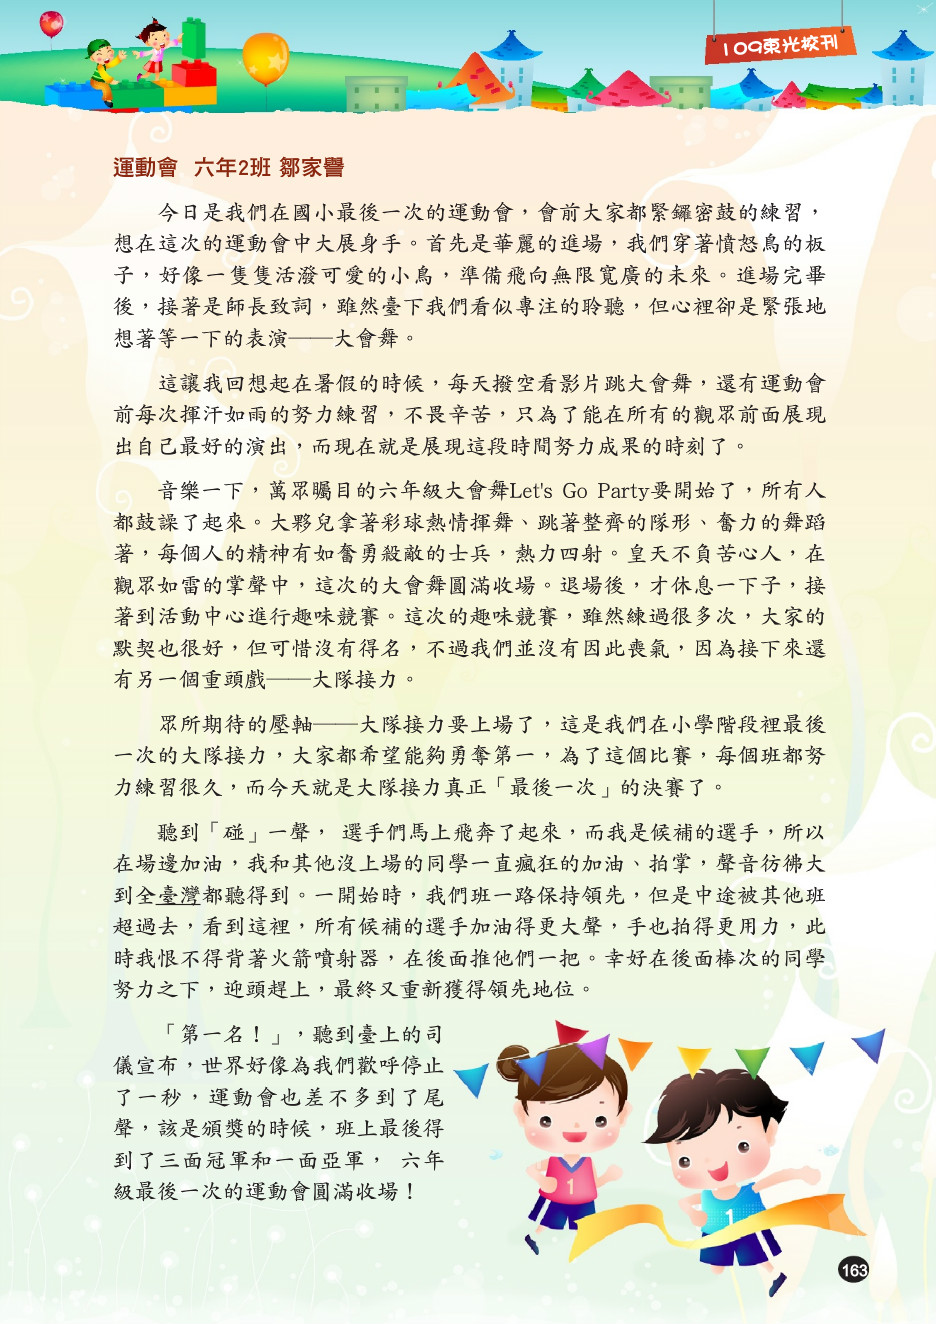 109東光校刊
運動會 六年2班 鄒家譽
今日是我們在國小最後一次的運動會，會前大家都緊鑼密鼓的練習，
想在這次的運動會中大展身手。首先是華麗的進場，我們穿著憤怒鳥的板
子，好像一隻隻活潑可愛的小鳥，準備飛向無限寬廣的未來。進場完畢
後，接著是師長致詞，雖然臺下我們看似專注的聆聽，但心裡卻是緊張地
想著等一下的表演——大會舞。
這讓我回想起在暑假的時候，每天撥空看影片跳大會舞，還有運動會
前每次揮汗如雨的努力練習，不畏辛苦，只為了能在所有的觀眾前面展現
出自己最好的演出，而現在就是展現這段時間努力成果的時刻了。
音樂一下，萬眾矚目的六年級大會舞Let's Go Party要開始了，所有人
都鼓譟了起來。大夥兒拿著彩球熱情揮舞、跳著整齊的隊形、奮力的舞蹈
著，每個人的精神有如奮勇殺敵的士兵，熱力四射。皇天不負苦心人，在
觀眾如雷的掌聲中，這次的大會舞圓滿收場。退場後，才休息一下子，接
著到活動中心進行趣味競賽。這次的趣味競賽，雖然練過很多次，大家的
默契也很好，但可惜沒有得名，不過我們並沒有因此喪氣，因為接下來還
有另一個重頭戲——大隊接力。
眾所期待的壓軸——大隊接力要上場了，這是我們在小學階段裡最後
一次的大隊接力，大家都希望能夠勇奪第一，為了這個比賽，每個班都努
力練習很久，而今天就是大隊接力真正「最後一次」的決賽了。
聽到「碰」一聲， 選手們馬上飛奔了起來，而我是候補的選手，所以
在場邊加油，我和其他沒上場的同學一直瘋狂的加油、拍掌，聲音彷彿大
到全臺灣都聽得到。一開始時，我們班一路保持領先，但是中途被其他班
超過去，看到這裡，所有候補的選手加油得更大聲，手也拍得更用力，此
時我恨不得背著火箭噴射器，在後面推他們一把。幸好在後面棒次的同學
努力之下，迎頭趕上，最終又重新獲得領先地位。
「第一名！」，聽到臺上的司
儀宣布，世界好像為我們歡呼停止
了一秒，運動會也差不多到了尾
聲，該是頒獎的時候，班上最後得
到了三面冠軍和一面亞軍， 六年
級最後一次的運動會圓滿收場！
1
1
163